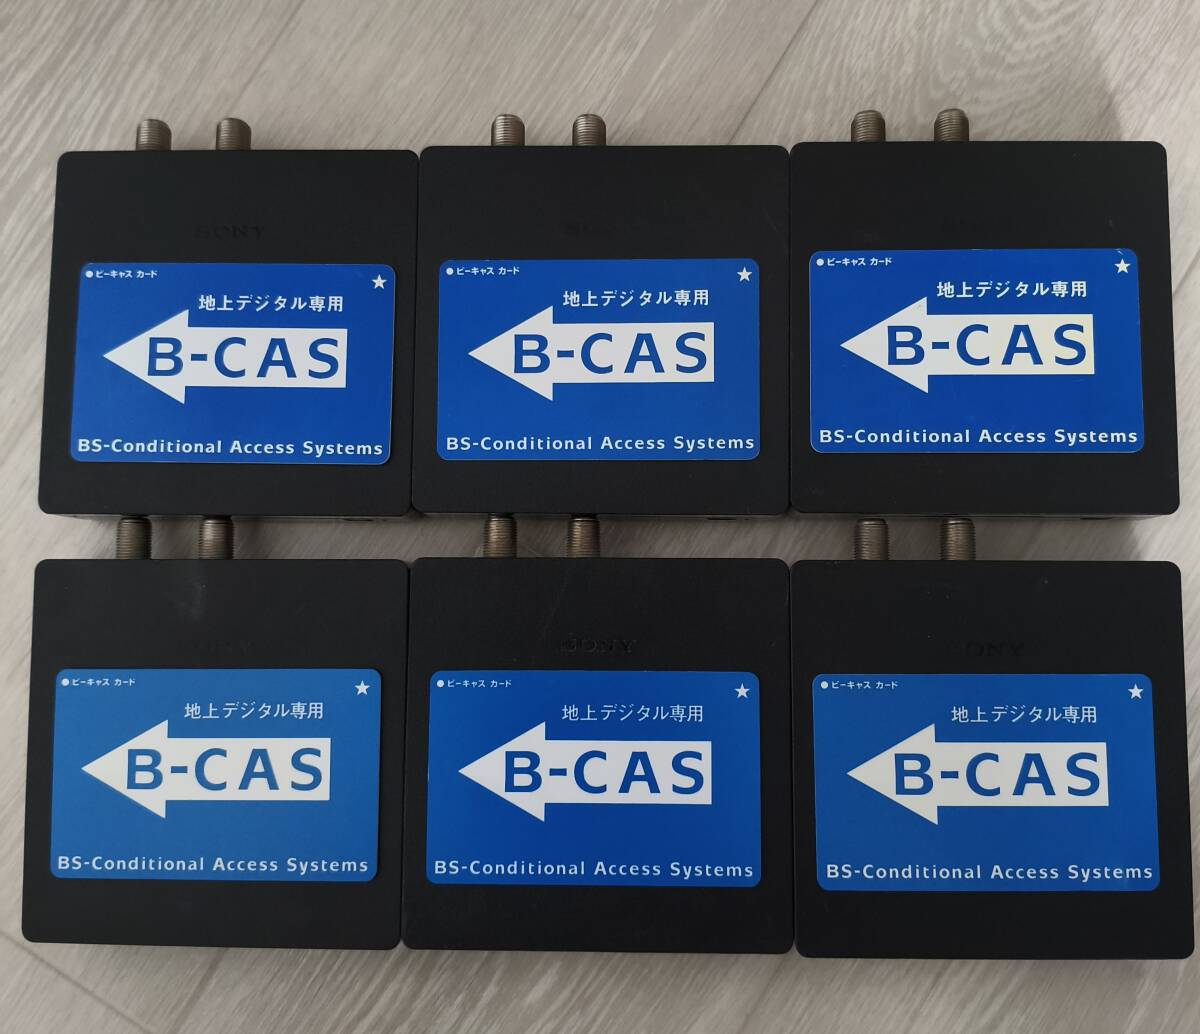 SONY
● ビーキャス カード
★
地上デジタル専用
B-CAS
BS-Conditional Access Systems
● ビーキャス カード
★
地上デジタル専用
B-CAS
BS-Conditional Access Systems
● ビーキャス カード
★
地上デジタル専用
B-CAS
BS-Conditional Access Systems
● ビーキャス カード
★
地上デジタル専用
B-CAS
BS-Conditional Access Systems
SONY
● ビーキャス カード
★
地上デジタル専用
B-CAS
BS-Conditional Access Systems
SONY
● ビーキャス カード
★
地上デジタル専用
B-CAS
BS-Conditional Access Systems